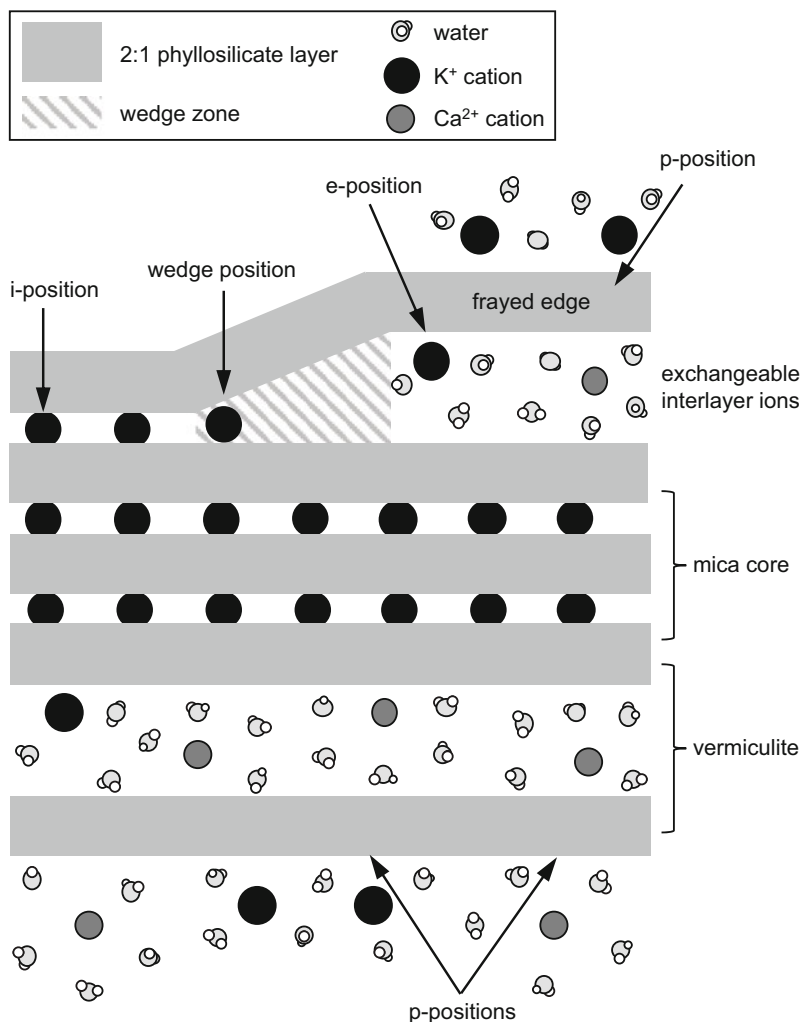 2:1 phyllosilicate layer
wedge zone
water
K⁺ cation
Ca²⁺ cation
p-position
e-position
wedge position
i-position
frayed edge
exchangeable
interlayer ions
mica core
vermiculite
p-positions